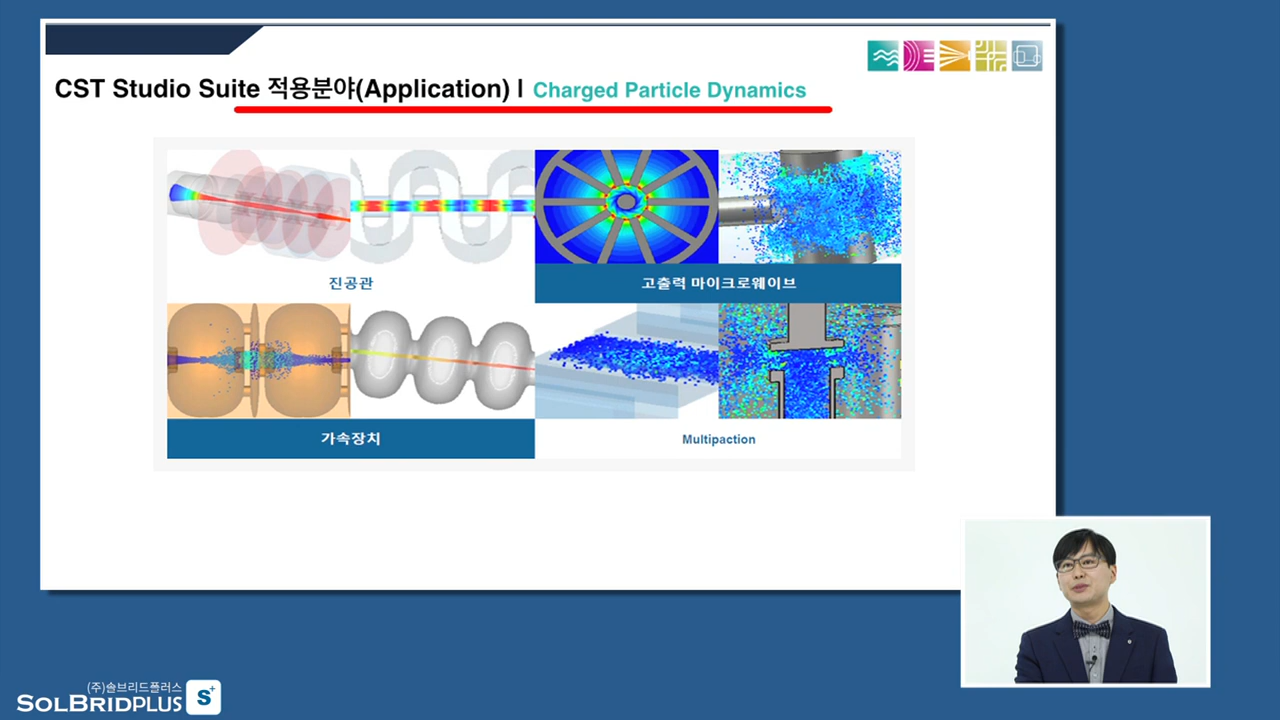 CST Studio Suite 적용분야(Application) l Charged Particle Dynamics
진공관
고출력 마이크로웨이브
가속장치
Multipaction
(주)솔브리드플러스
SOLBRIDPLUS S+